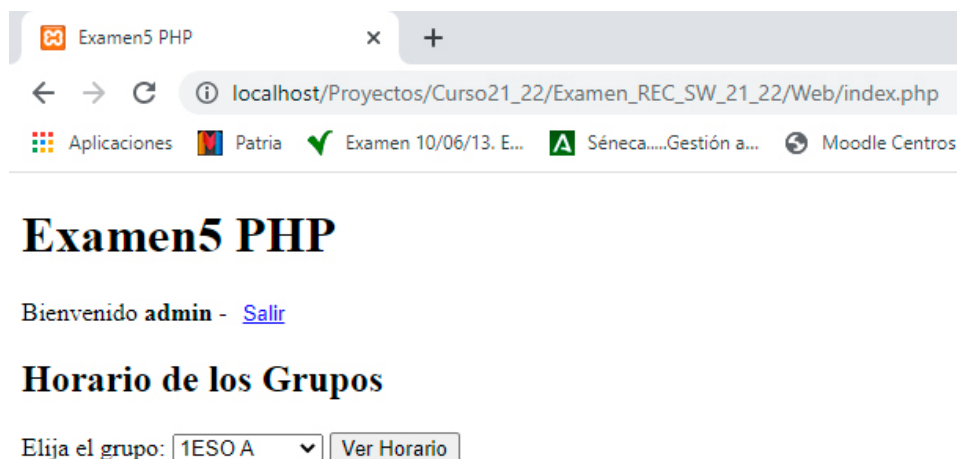 Examen5 PHP
localhost/Proyectos/Curso21_22/Examen_REC_SW_21_22/Web/index.php
Aplicaciones Patria Examen 10/06/13. E... Séneca.....Gestión a... Moodle Centros
Examen5 PHP
Bienvenido admin - Salir
Horario de los Grupos
Elija el grupo: 1ESO A Ver Horario